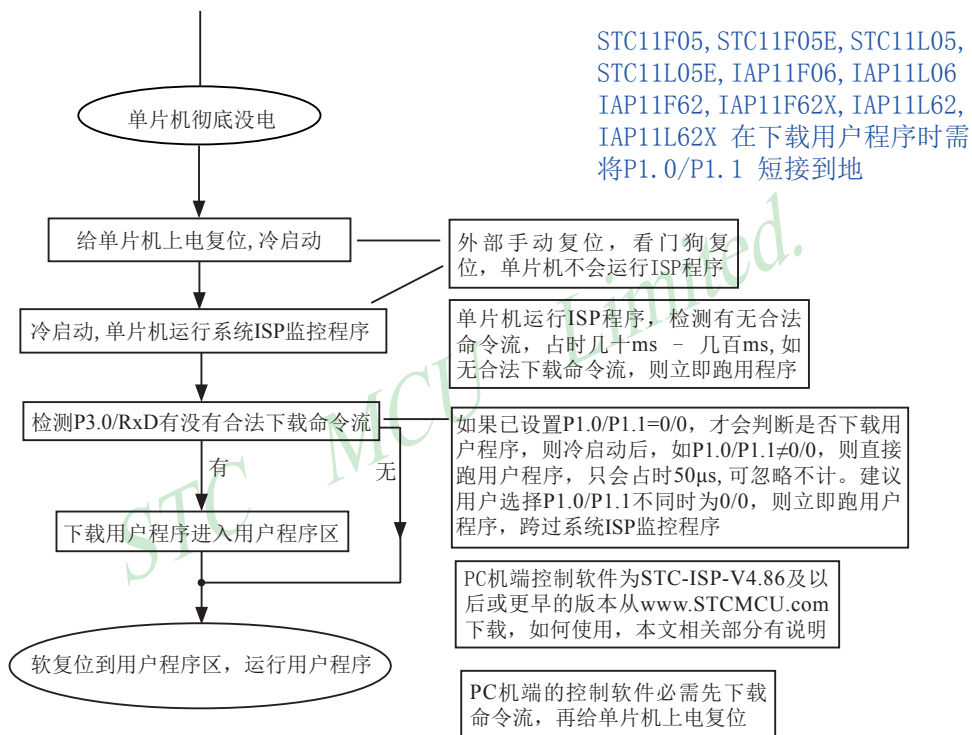 STC11F05,STC11F05E,STC11L05,
STC11L05E,IAP11F06,IAP11L06
IAP11F62,IAP11F62X,IAP11L62,
IAP11L62X 在下载用户程序时需
将P1.0/P1.1 短接到地
单片机彻底没电
给单片机上电复位,冷启动
外部手动复位，看门狗复
位，单片机不会运行ISP程序
冷启动,单片机运行系统ISP监控程序
单片机运行ISP程序，检测有无合法
命令流，占时几十ms － 几百ms,如
无合法下载命令流，则立即跑用程序
检测P3.0/RxD有没有合法下载命令流
如果已设置P1.0/P1.1=0/0，才会判断是否下载用
户程序，则冷启动后，如P1.0/P1.1≠0/0，则直接
跑用户程序，只会占时50μs,可忽略不计。建议
用户选择P1.0/P1.1不同时为0/0，则立即跑用户
程序，跨过系统ISP监控程序
有
无
下载用户程序进入用户程序区
PC机端控制软件为STC-ISP-V4.86及以
后或更早的版本从www.STCMCU.com
下载，如何使用，本文相关部分有说明
软复位到用户程序区，运行用户程序
PC机端的控制软件必需先下载
命令流，再给单片机上电复位
STC MCU Limited.